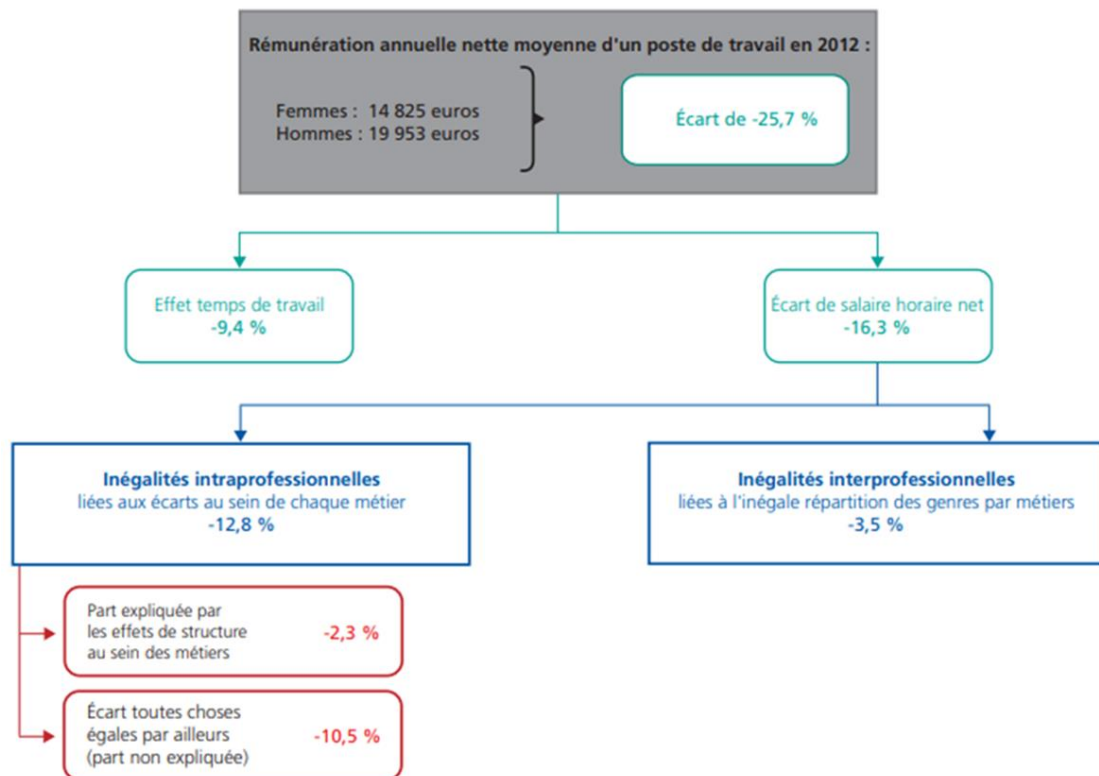 Rémunération annuelle nette moyenne d'un poste de travail en 2012 :
Femmes : 14 825 euros
Hommes : 19 953 euros
Écart de -25,7 %
Effet temps de travail
-9,4 %
Écart de salaire horaire net
-16,3 %
Inégalités intraprofessionnelles
liées aux écarts au sein de chaque métier
-12,8 %
Inégalités interprofessionnelles
liées à l'inégale répartition des genres par métiers
-3,5 %
Part expliquée par
les effets de structure
au sein des métiers
-2,3 %
Écart toutes choses
égales par ailleurs
(part non expliquée)
-10,5 %